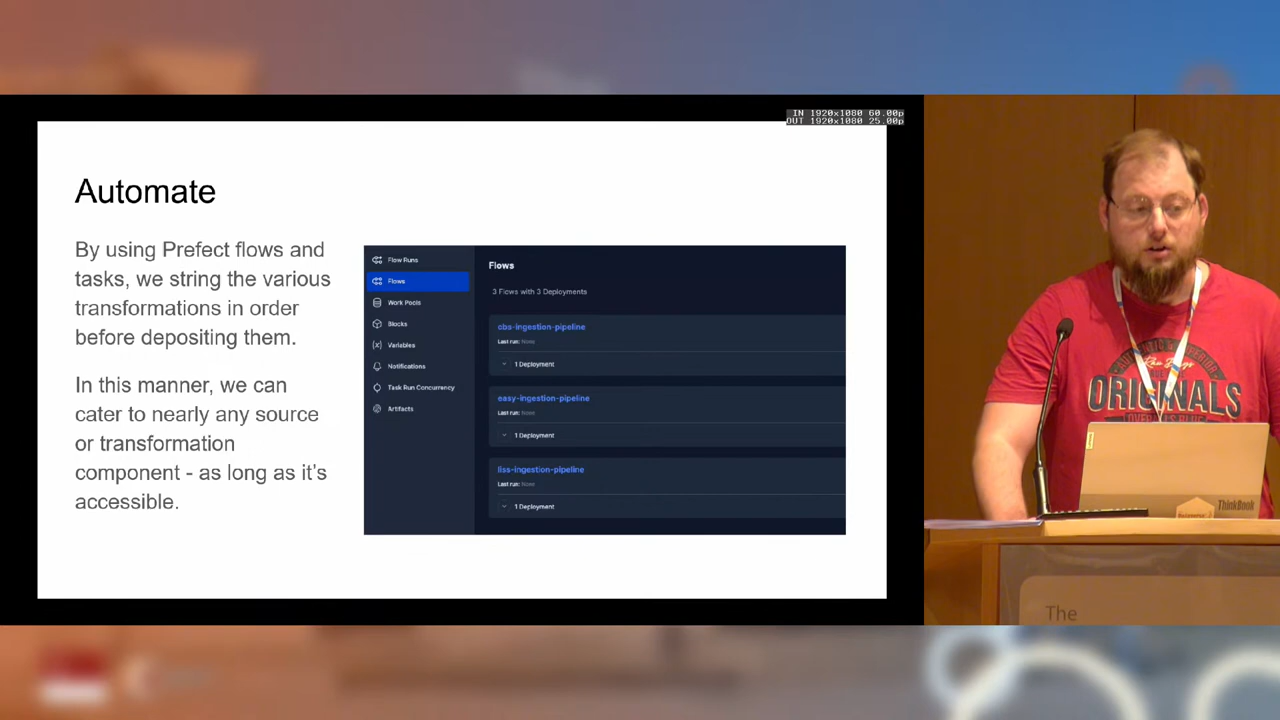 IN 1920x1080 60.00p
OUT 1920x1080 25.00p
Automate
By using Prefect flows and
tasks, we string the various
transformations in order
before depositing them.
In this manner, we can
cater to nearly any source
or transformation
component - as long as it's
accessible.
Flow Runs
Flows
Work Pools
Blocks
Variables
Notifications
Task Run Concurrency
Artifacts
Flows
3 Flows with 3 Deployments
cbs-ingestion-pipeline
Last run: None
1 Deployment
easy-ingestion-pipeline
Last run: None
1 Deployment
liss-ingestion-pipeline
Last run: None
1 Deployment
ORIGINALS
ThinkBook
The